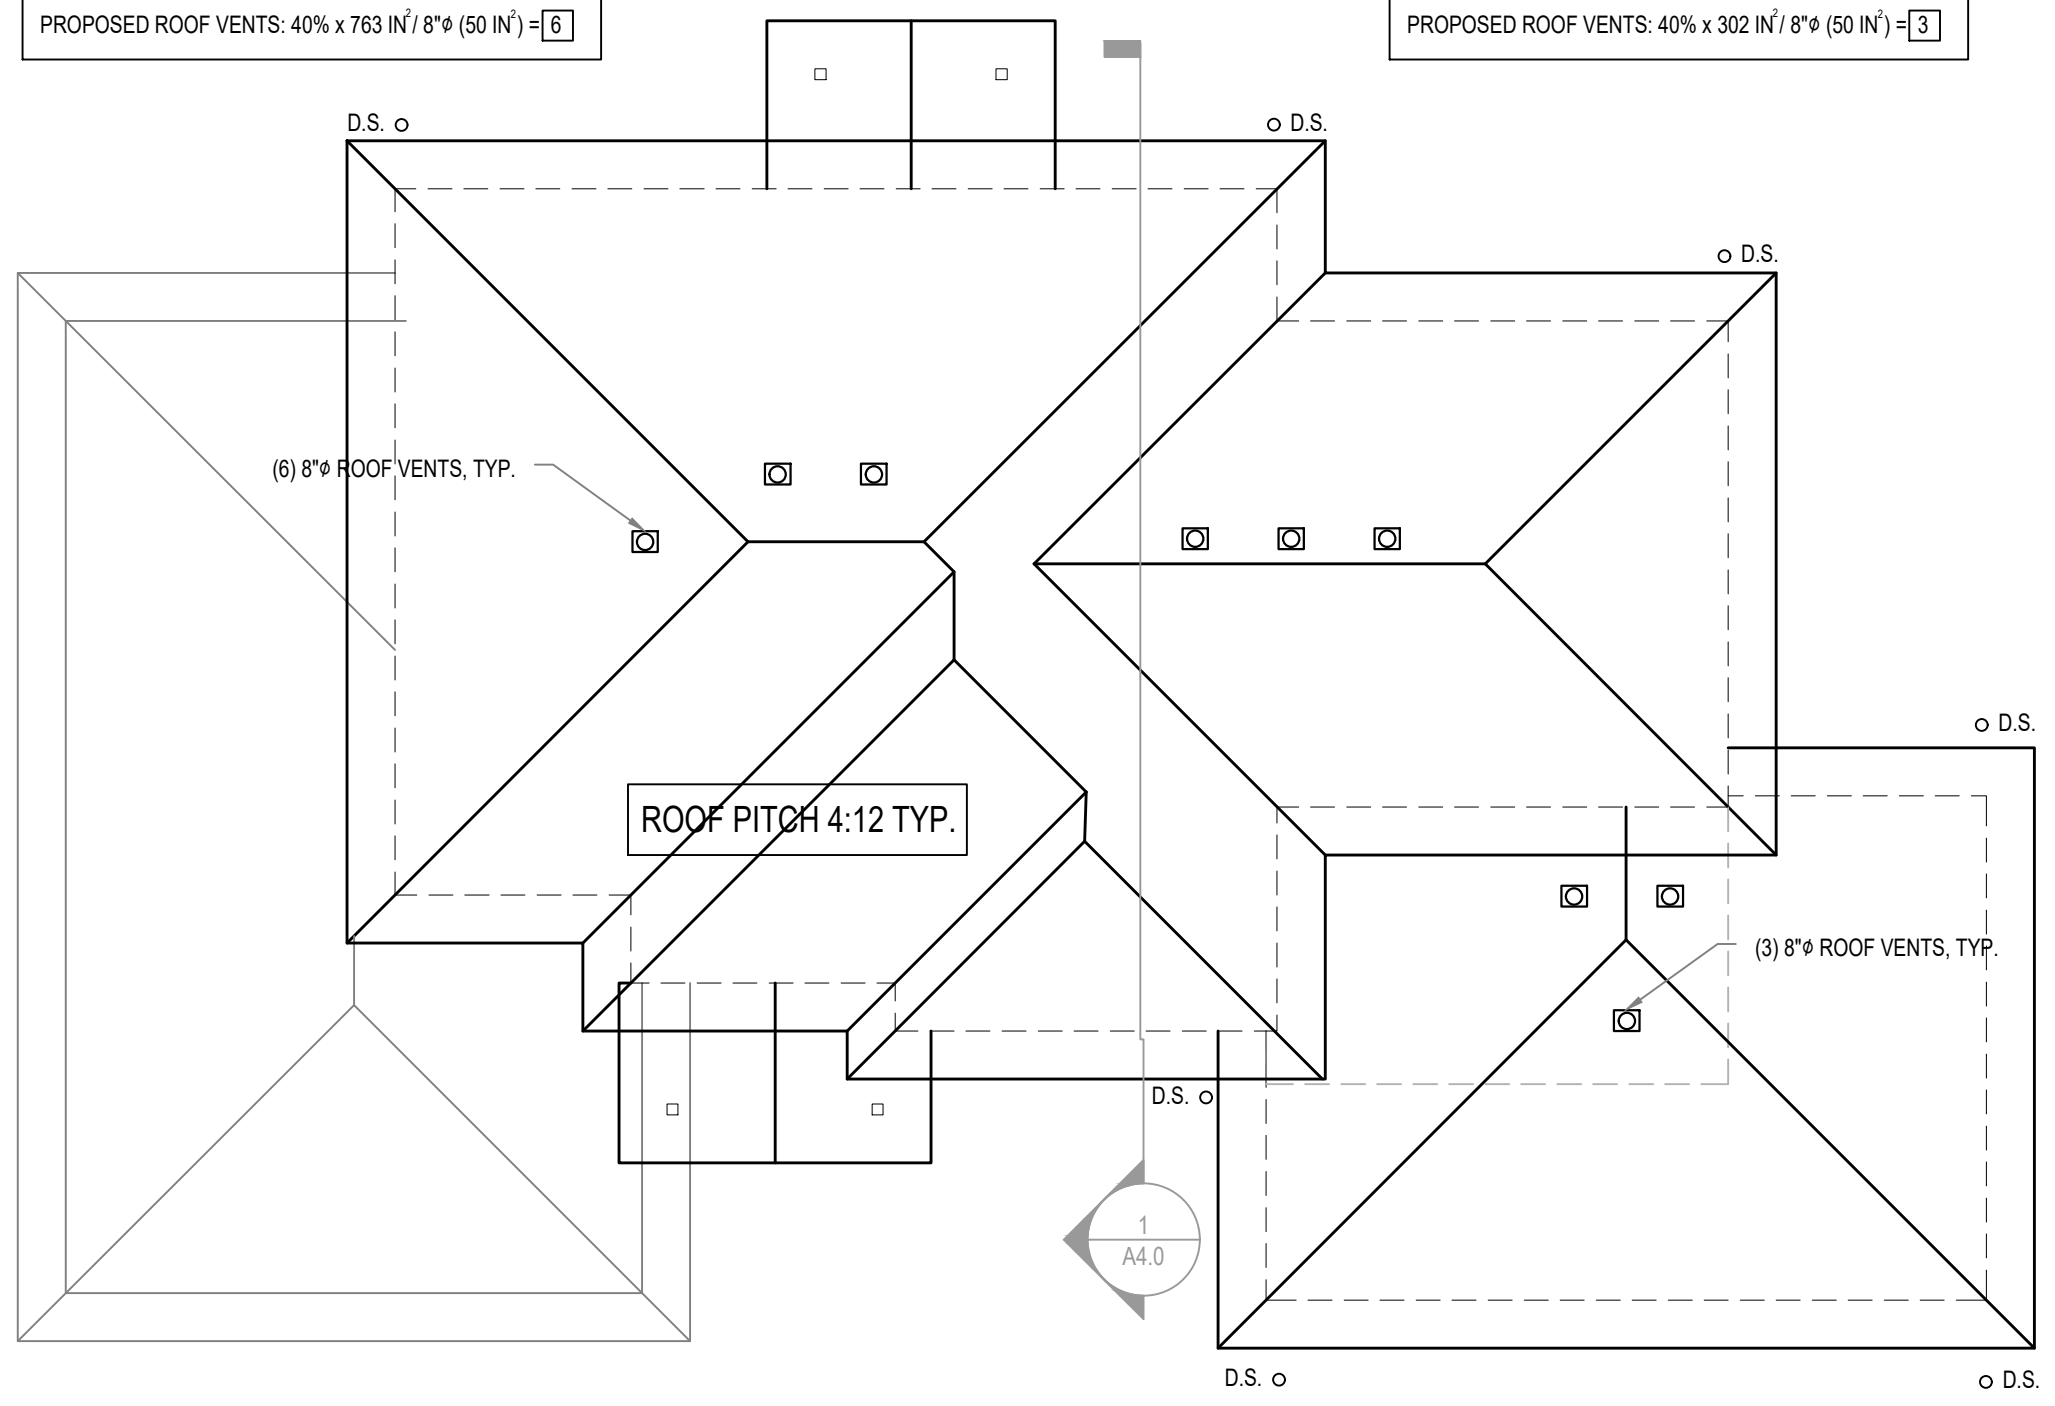 PROPOSED ROOF VENTS: 40% x 763 IN²/ 8"⌀ (50 IN²) = 6
PROPOSED ROOF VENTS: 40% x 302 IN²/ 8"⌀ (50 IN²) = 3
D.S.
D.S.
D.S.
(6) 8"⌀ ROOF VENTS, TYP.
D.S.
ROOF PITCH 4:12 TYP.
(3) 8"⌀ ROOF VENTS, TYP.
D.S.
1
A4.0
D.S.
D.S.